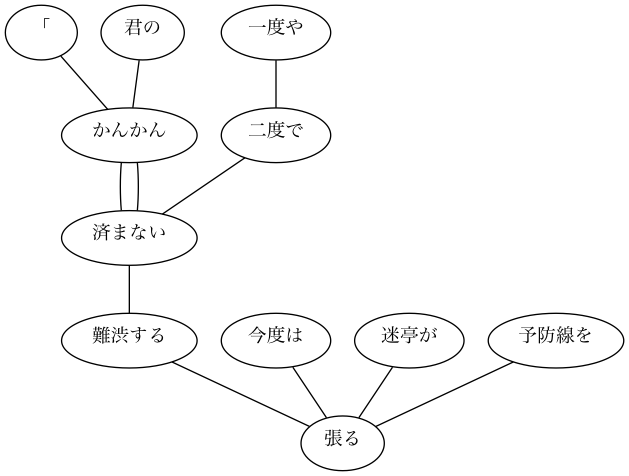 「
君の
一度や
かんかん
二度で
済まない
難渋する
今度は
迷亭が
予防線を
張る